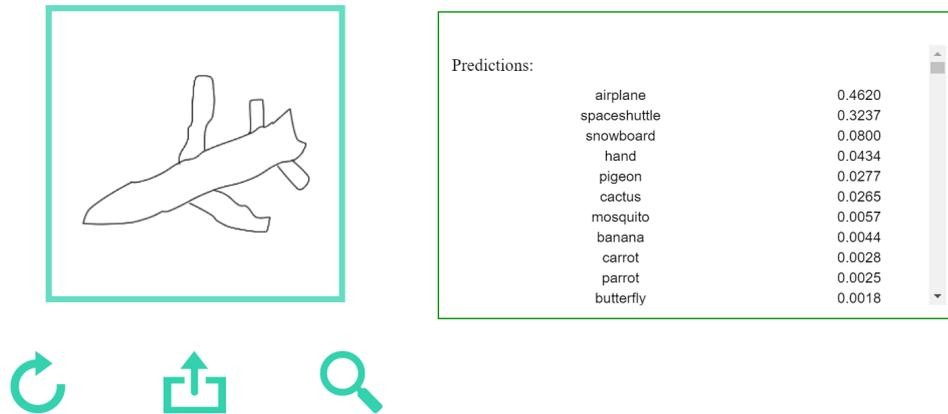 Predictions:
airplane 0.4620
spaceshuttle 0.3237
snowboard 0.0800
hand 0.0434
pigeon 0.0277
cactus 0.0265
mosquito 0.0057
banana 0.0044
carrot 0.0028
parrot 0.0025
butterfly 0.0018